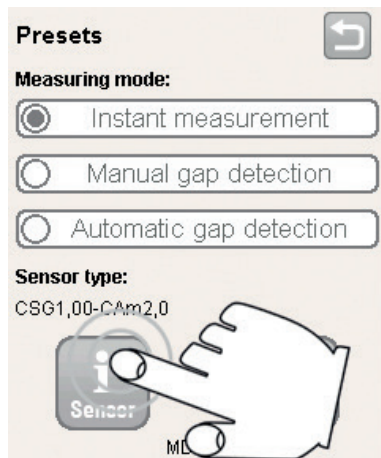 Presets
Measuring mode:
Instant measurement
Manual gap detection
Automatic gap detection
Sensor type:
CSG1,00-CAm2,0
i
Sensor